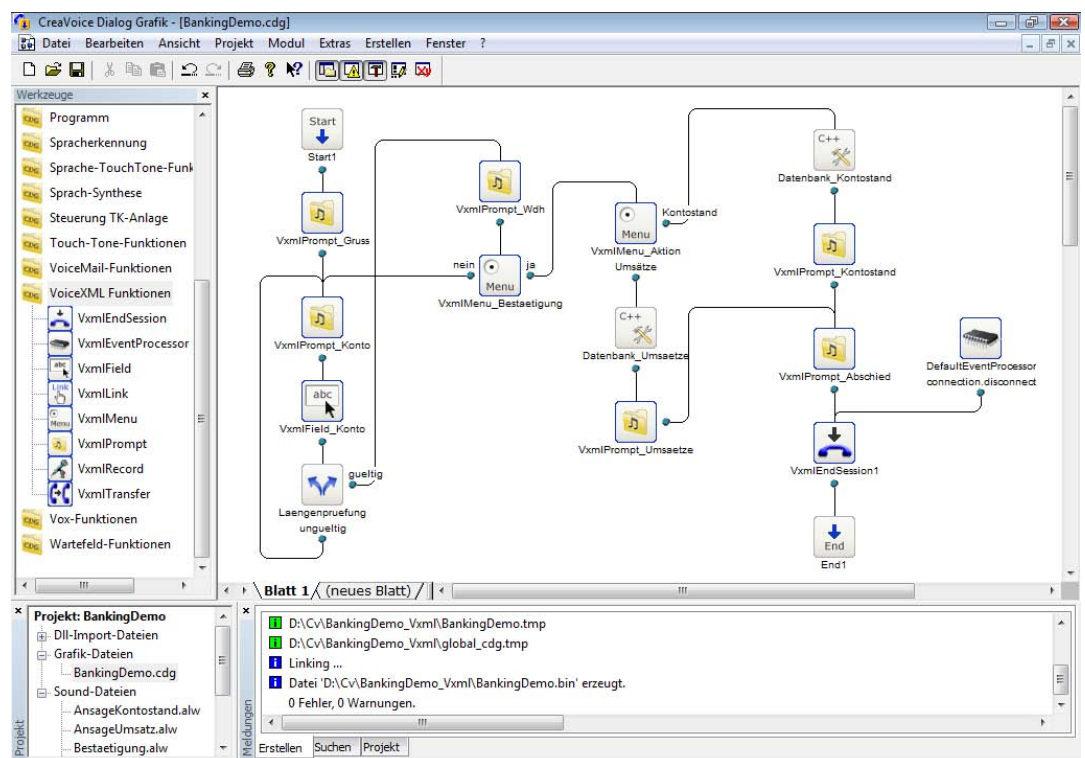 CreaVoice Dialog Grafik - [BankingDemo.cdg]
Datei Bearbeiten Ansicht Projekt Modul Extras Erstellen Fenster ?
Werkzeuge
Programm
Spracherkennung
Sprache-TouchTone-Funk
Sprach-Synthese
Steuerung TK-Anlage
Touch-Tone-Funktionen
VoiceMail-Funktionen
VoiceXML Funktionen
VxmlEndSession
VxmlEventProcessor
VxmlField
VxmlLink
VxmlMenu
VxmlPrompt
VxmlRecord
VxmlTransfer
Vox-Funktionen
Wartefeld-Funktionen
Start
Start1
VxmlPrompt_Gruss
VxmlPrompt_Konto
abc
VxmlField_Konto
gueltig
Laengenpruefung
ungueltig
VxmlPrompt_Wdh
nein
ja
Menu
VxmlMenu_Bestaetigung
Menu
Kontostand
VxmlMenu_Aktion
Umsätze
C++
Datenbank_Umsaetze
VxmlPrompt_Umsaetze
C++
Datenbank_Kontostand
VxmlPrompt_Kontostand
VxmlPrompt_Abschied
DefaultEventProcessor
connection.disconnect
VxmlEndSession1
End
End1
Blatt 1 / (neues Blatt) /
Projekt: BankingDemo
Dll-Import-Dateien
Grafik-Dateien
BankingDemo.cdg
Sound-Dateien
AnsageKontostand.alw
AnsageUmsatz.alw
Bestaetigung.alw
Projekt
D:\Cv\BankingDemo_Vxml\BankingDemo.tmp
D:\Cv\BankingDemo_Vxml\global_cdg.tmp
Linking ...
Datei 'D:\Cv\BankingDemo_Vxml\BankingDemo.bin' erzeugt.
0 Fehler, 0 Warnungen.
Meldungen
Erstellen Suchen Projekt